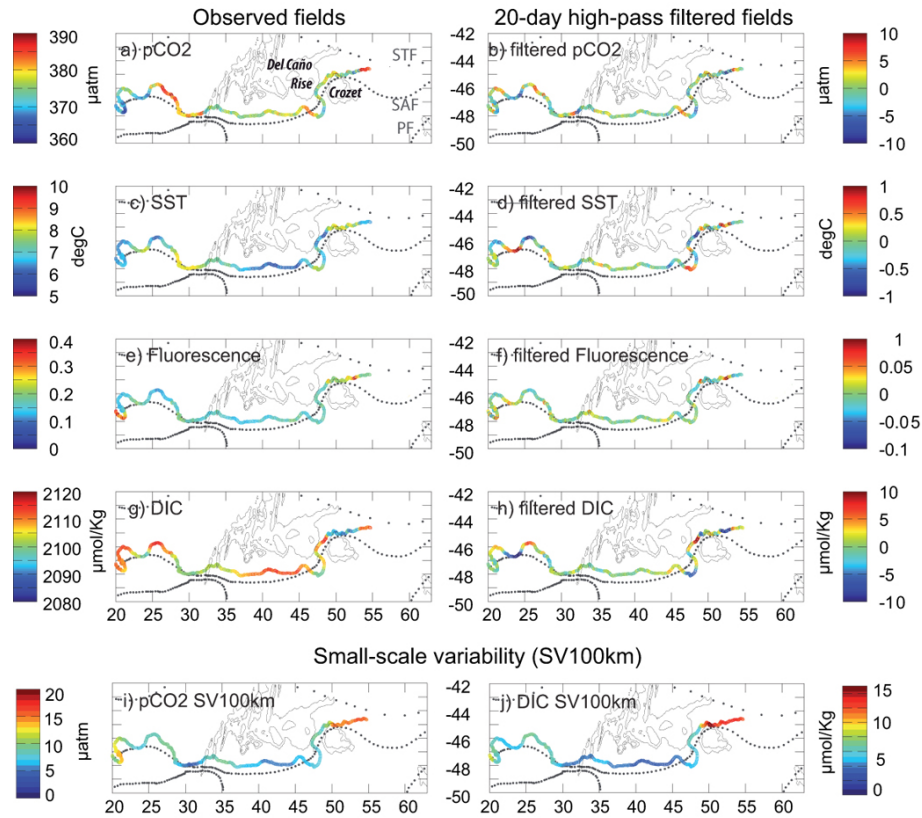 Observed fields
20-day high-pass filtered fields
390
380
370
360
µatm
a) pCO2
Del Caño
Rise
Crozet
STF
SAF
PF
-42
-44
-46
-48
-50
b) filtered pCO2
10
5
0
-5
-10
µatm
10
9
8
7
6
5
degC
c) SST
-42
-44
-46
-48
-50
d) filtered SST
1
0.5
0
-0.5
-1
degC
0.4
0.3
0.2
0.1
0
e) Fluorescence
-42
-44
-46
-48
-50
f) filtered Fluorescence
1
0.05
0
-0.05
-0.1
2120
2110
2100
2090
2080
µmol/Kg
g) DIC
20 25 30 35 40 45 50 55 60
-42
-44
-46
-48
-50
h) filtered DIC
20 25 30 35 40 45 50 55 60
10
5
0
-5
-10
µmol/Kg
Small-scale variability (SV100km)
20
15
10
5
0
µatm
i) pCO2 SV100km
20 25 30 35 40 45 50 55 60
-42
-44
-46
-48
-50
j) DIC SV100km
20 25 30 35 40 45 50 55 60
15
10
5
0
µmol/Kg